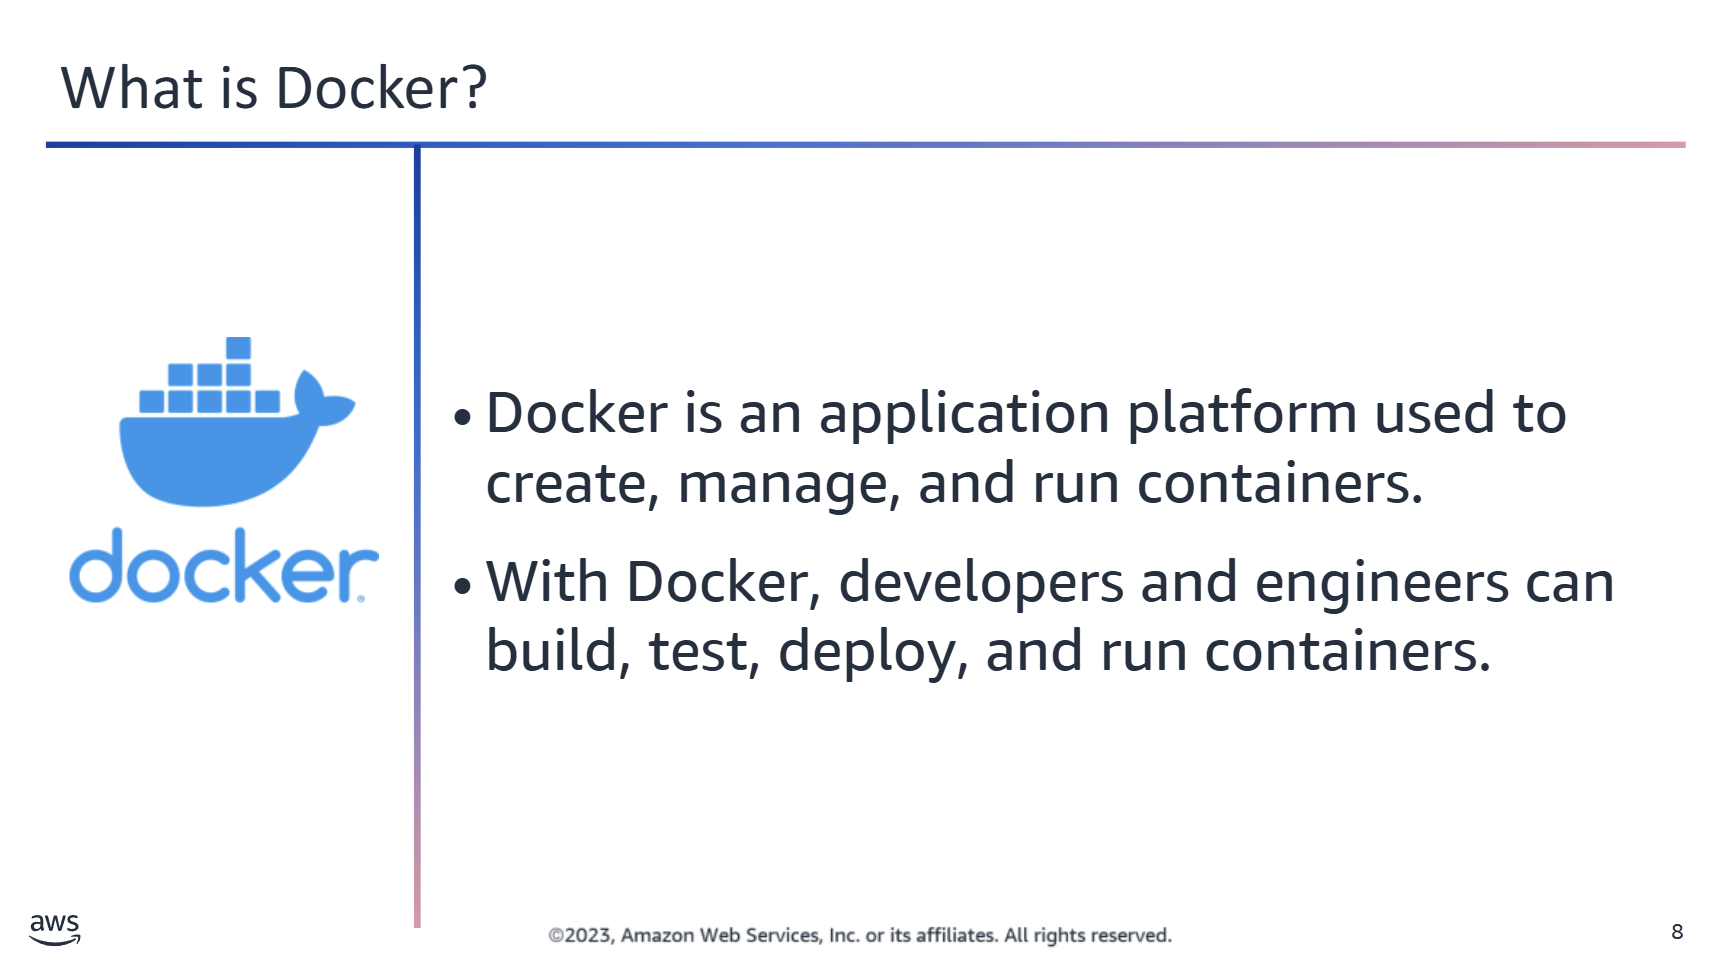 What is Docker?
docker®
• Docker is an application platform used to
create, manage, and run containers.
• With Docker, developers and engineers can
build, test, deploy, and run containers.
aws
©2023, Amazon Web Services, Inc. or its affiliates. All rights reserved.
8